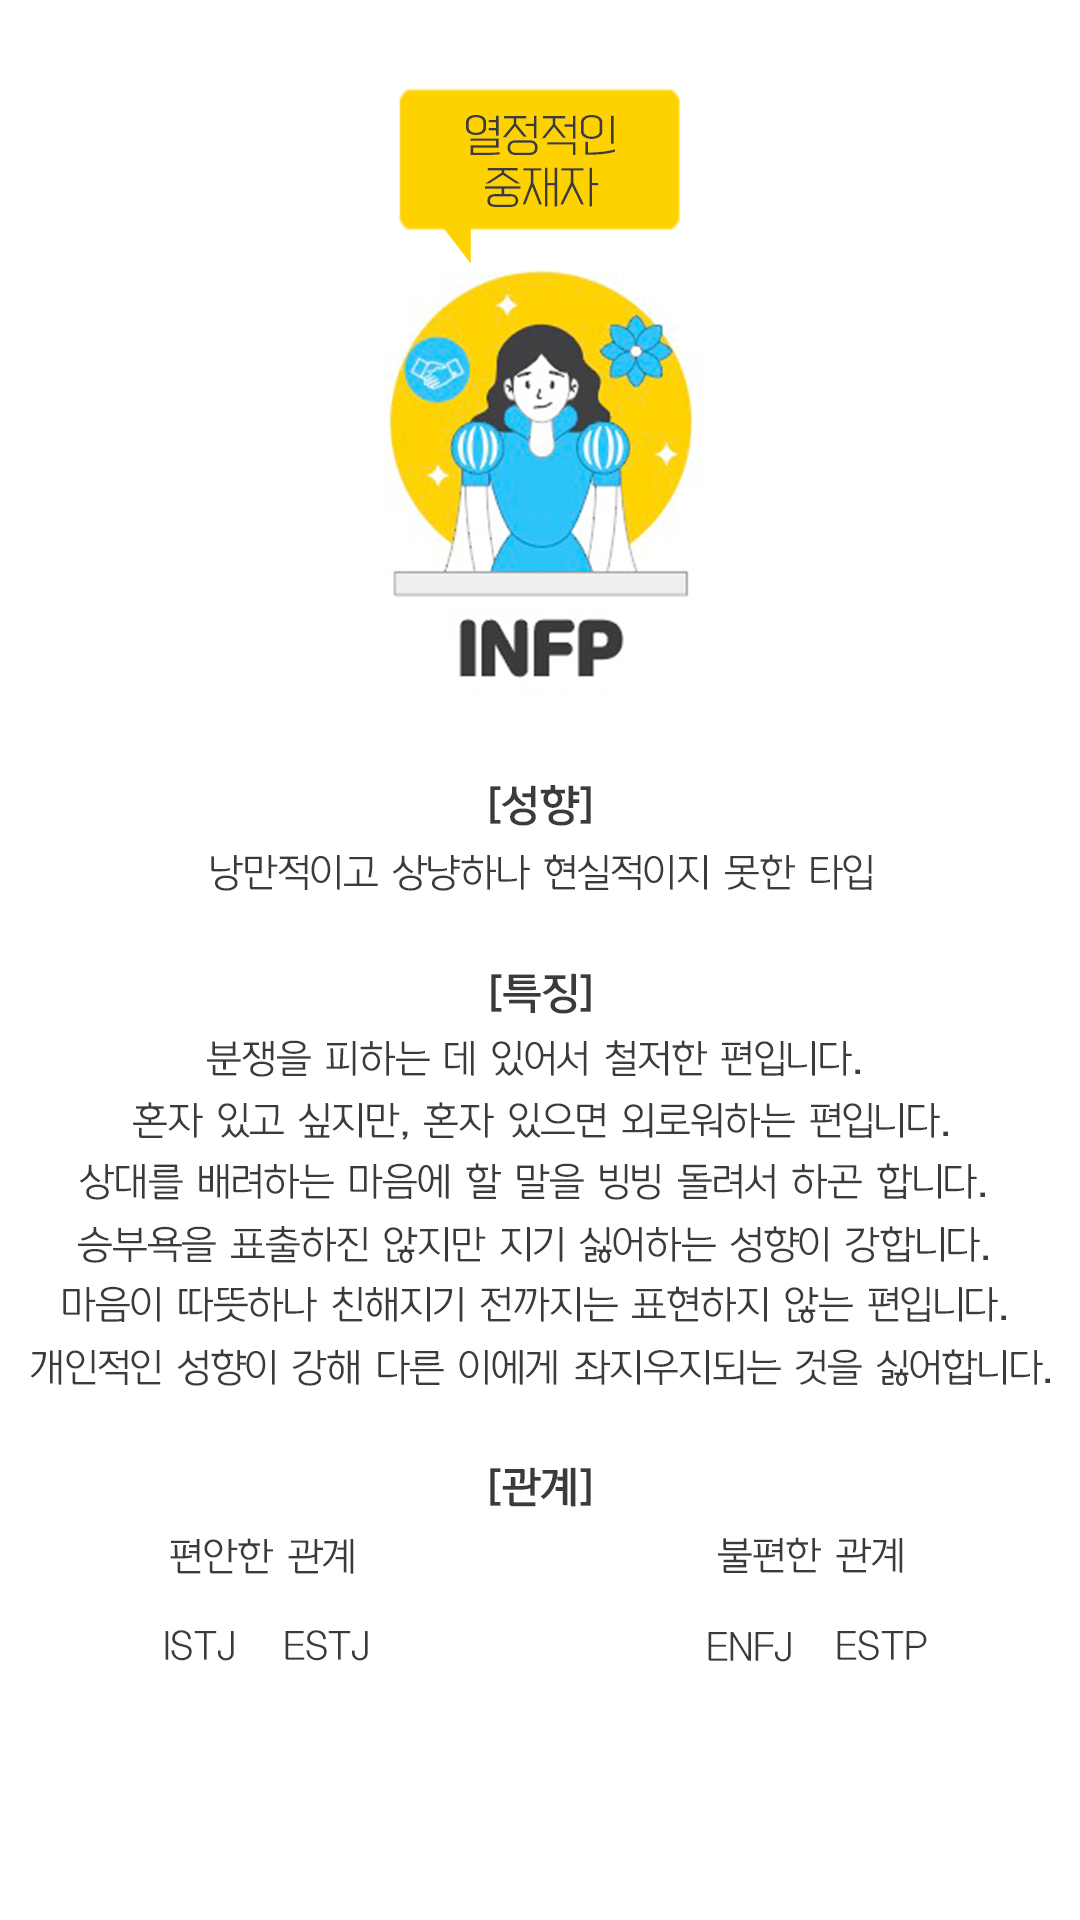 열정적인
중재자
INFP
[성향]
낭만적이고 상냥하나 현실적이지 못한 타입
[특징]
분쟁을 피하는 데 있어서 철저한 편입니다.
혼자 있고 싶지만, 혼자 있으면 외로워하는 편입니다.
상대를 배려하는 마음에 할 말을 빙빙 돌려서 하곤 합니다.
승부욕을 표출하진 않지만 지기 싫어하는 성향이 강합니다.
마음이 따뜻하나 친해지기 전까지는 표현하지 않는 편입니다.
개인적인 성향이 강해 다른 이에게 좌지우지되는 것을 싫어합니다.
[관계]
편안한 관계 불편한 관계
ISTJ ESTJ ENFJ ESTP